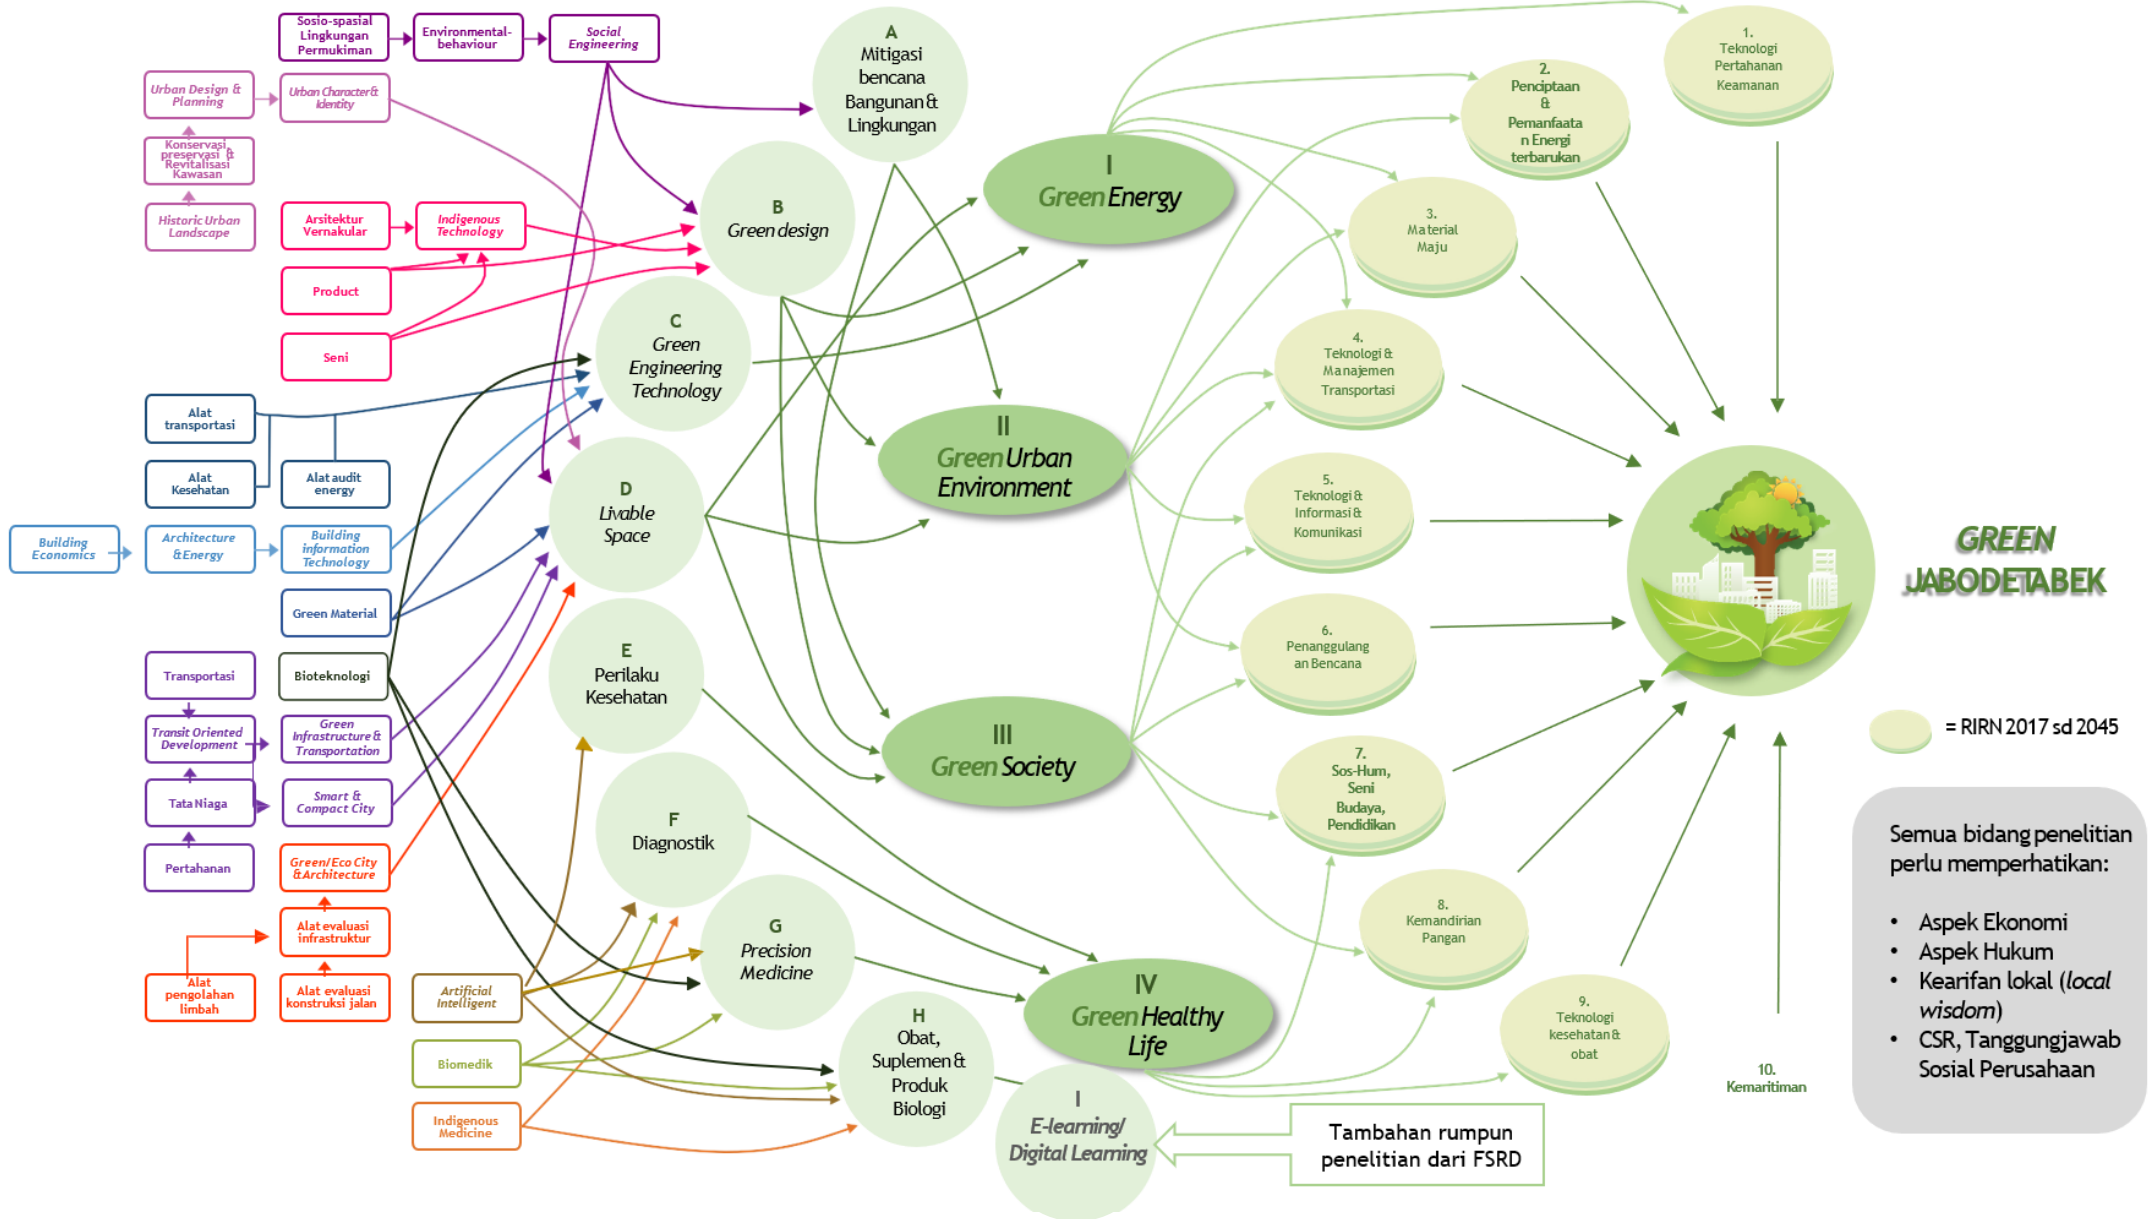 Sosio-spasial
Lingkungan
Permukiman
Environmental-
behaviour
Social
Engineering
Urban Design &
Planning
Urban Character &
Identity
Konservasi,
preservasi &
Revitalisasi
Kawasan
Historic Urban
Landscape
Arsitektur
Vernakular
Indigenous
Technology
Product
Seni
Alat
transportasi
Alat
Kesehatan
Alat audit
energy
Building
Economics
Architecture
& Energy
Building
information
Technology
Green Material
Transportasi
Bioteknologi
Transit Oriented
Development
Green
Infrastructure &
Transportation
Tata Niaga
Smart &
Compact City
Pertahanan
Green/Eco City
& Architecture
Alat evaluasi
infrastruktur
Alat
pengolahan
limbah
Alat evaluasi
konstruksi jalan
Artificial
Intelligent
Biomedik
Indigenous
Medicine
A
Mitigasi
bencana
Bangunan &
Lingkungan
B
Green design
C
Green
Engineering
Technology
D
Livable
Space
E
Perilaku
Kesehatan
F
Diagnostik
G
Precision
Medicine
H
Obat,
Suplemen &
Produk
Biologi
I
E-learning/
Digital Learning
I
Green Energy
II
Green Urban
Environment
III
Green Society
IV
Green Healthy
Life
1.
Teknologi
Pertahanan
Keamanan
2.
Penciptaan
&
Pemanfaata
n Energi
terbarukan
3.
Material
Maju
4.
Teknologi &
Manajemen
Transportasi
5.
Teknologi &
Informasi &
Komunikasi
6.
Penanggulang
an Bencana
7.
Sos-Hum,
Seni
Budaya,
Pendidikan
8.
Kemandirian
Pangan
9.
Teknologi
kesehatan &
obat
10.
Kemaritiman
Tambahan rumpun
penelitian dari FSRD
GREEN
JABODETABEK
= RIRN 2017 sd 2045
Semua bidang penelitian
perlu memperhatikan:
• Aspek Ekonomi
• Aspek Hukum
• Kearifan lokal (local
wisdom)
• CSR, Tanggungjawab
Sosial Perusahaan